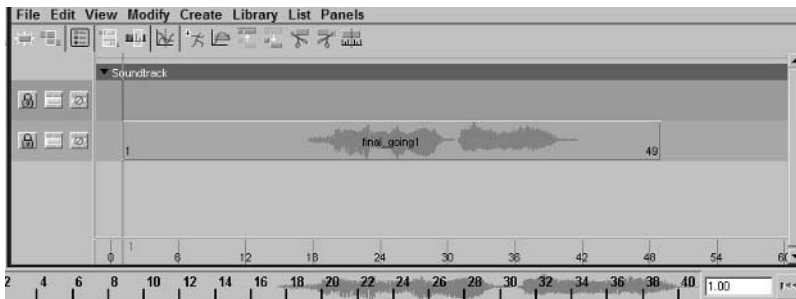 File Edit View Modify Create Library List Panels
Soundtrack
final_going1
1 49
1
0 6 12 18 24 30 36 42 48 54 60
2 4 6 8 10 12 14 16 18 20 22 24 26 28 30 32 34 36 38 40 1.00